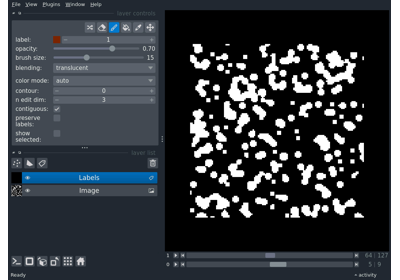 File View Plugins Window Help
layer controls
label: 1
opacity: 0.70
brush size: 15
blending: translucent
color mode: auto
contour: 0
n edit dim: 3
contiguous:
preserve
labels:
show
selected:
layer list
Labels
Image
1 64 127
0 5 9
Ready activity